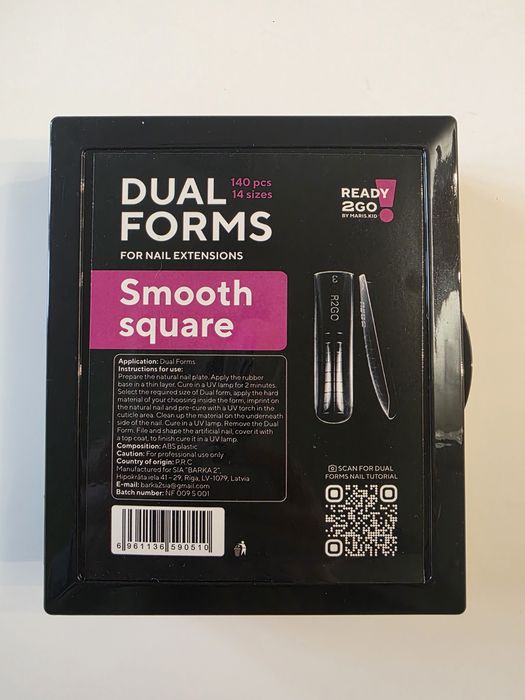 DUAL 140 pcs
14 sizes
FORMS
FOR NAIL EXTENSIONS
READY
2GO!
BY MARIS.KID
Smooth
square
3
R2GO
Application: Dual Forms
Instructions for use:
Prepare the natural nail plate. Apply the rubber
base in a thin layer. Cure in a UV lamp for 2 minutes.
Select the required size of Dual form, apply the hard
material of your choosing inside the form, imprint on
the natural nail and pre-cure with a UV torch in the
cuticle area. Clean up the material on the underneath
side of the nail. Cure in a UV lamp. Remove the Dual
Form. File and shape the artificial nail, cover it with
a top coat, to finish cure it in a UV lamp.
Composition: ABS plastic
Caution: For professional use only
Country of origin: P.R.C
Manufactured for SIA "BARKA 2",
Hipokrāta iela 41 – 29, Riga, LV-1079, Latvia
E-mail: barka2sia@gmail.com
Batch number: NF 009 S 001
SCAN FOR DUAL
FORMS NAIL TUTORIAL
6 961136 590510